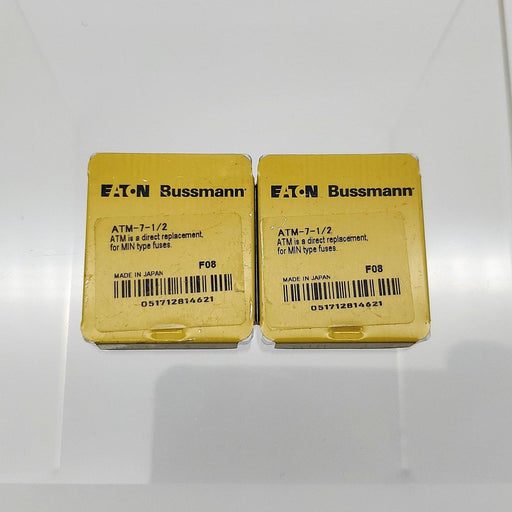 EATON Bussmann
ATM-7-1/2
ATM is a direct replacement,
for MIN type fuses.
F08
MADE IN JAPAN
051712814621
EATON Bussmann
ATM-7-1/2
ATM is a direct replacement,
for MIN type fuses.
F08
MADE IN JAPAN
051712814621